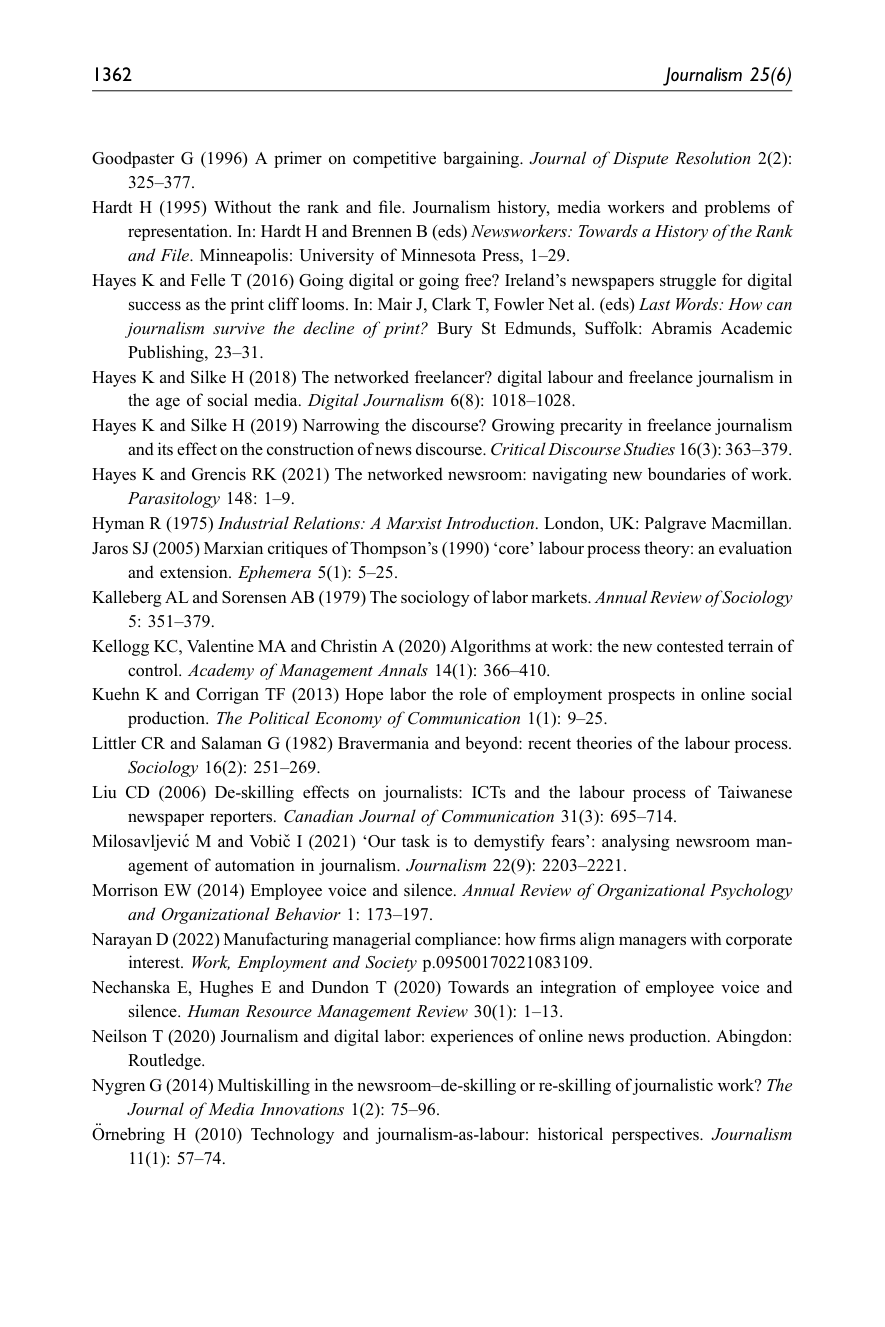 1362
Journalism 25(6)
Goodpaster G (1996) A primer on competitive bargaining. Journal of Dispute Resolution 2(2):
325–377.
Hardt H (1995) Without the rank and file. Journalism history, media workers and problems of
representation. In: Hardt H and Brennen B (eds) Newsworkers: Towards a History of the Rank
and File. Minneapolis: University of Minnesota Press, 1–29.
Hayes K and Felle T (2016) Going digital or going free? Ireland’s newspapers struggle for digital
success as the print cliff looms. In: Mair J, Clark T, Fowler Net al. (eds) Last Words: How can
journalism survive the decline of print? Bury St Edmunds, Suffolk: Abramis Academic
Publishing, 23–31.
Hayes K and Silke H (2018) The networked freelancer? digital labour and freelance journalism in
the age of social media. Digital Journalism 6(8): 1018–1028.
Hayes K and Silke H (2019) Narrowing the discourse? Growing precarity in freelance journalism
and its effect on the construction of news discourse. Critical Discourse Studies 16(3): 363–379.
Hayes K and Grencis RK (2021) The networked newsroom: navigating new boundaries of work.
Parasitology 148: 1–9.
Hyman R (1975) Industrial Relations: A Marxist Introduction. London, UK: Palgrave Macmillan.
Jaros SJ (2005) Marxian critiques of Thompson’s (1990) ‘core’ labour process theory: an evaluation
and extension. Ephemera 5(1): 5–25.
Kalleberg AL and Sorensen AB (1979) The sociology of labor markets. Annual Review of Sociology
5: 351–379.
Kellogg KC, Valentine MA and Christin A (2020) Algorithms at work: the new contested terrain of
control. Academy of Management Annals 14(1): 366–410.
Kuehn K and Corrigan TF (2013) Hope labor the role of employment prospects in online social
production. The Political Economy of Communication 1(1): 9–25.
Littler CR and Salaman G (1982) Bravermania and beyond: recent theories of the labour process.
Sociology 16(2): 251–269.
Liu CD (2006) De-skilling effects on journalists: ICTs and the labour process of Taiwanese
newspaper reporters. Canadian Journal of Communication 31(3): 695–714.
Milosavljević M and Vobič I (2021) ‘Our task is to demystify fears’: analysing newsroom man-
agement of automation in journalism. Journalism 22(9): 2203–2221.
Morrison EW (2014) Employee voice and silence. Annual Review of Organizational Psychology
and Organizational Behavior 1: 173–197.
Narayan D (2022) Manufacturing managerial compliance: how firms align managers with corporate
interest. Work, Employment and Society p.09500170221083109.
Nechanska E, Hughes E and Dundon T (2020) Towards an integration of employee voice and
silence. Human Resource Management Review 30(1): 1–13.
Neilson T (2020) Journalism and digital labor: experiences of online news production. Abingdon:
Routledge.
Nygren G (2014) Multiskilling in the newsroom–de-skilling or re-skilling of journalistic work? The
Journal of Media Innovations 1(2): 75–96.
Örnebring H (2010) Technology and journalism-as-labour: historical perspectives. Journalism
11(1): 57–74.